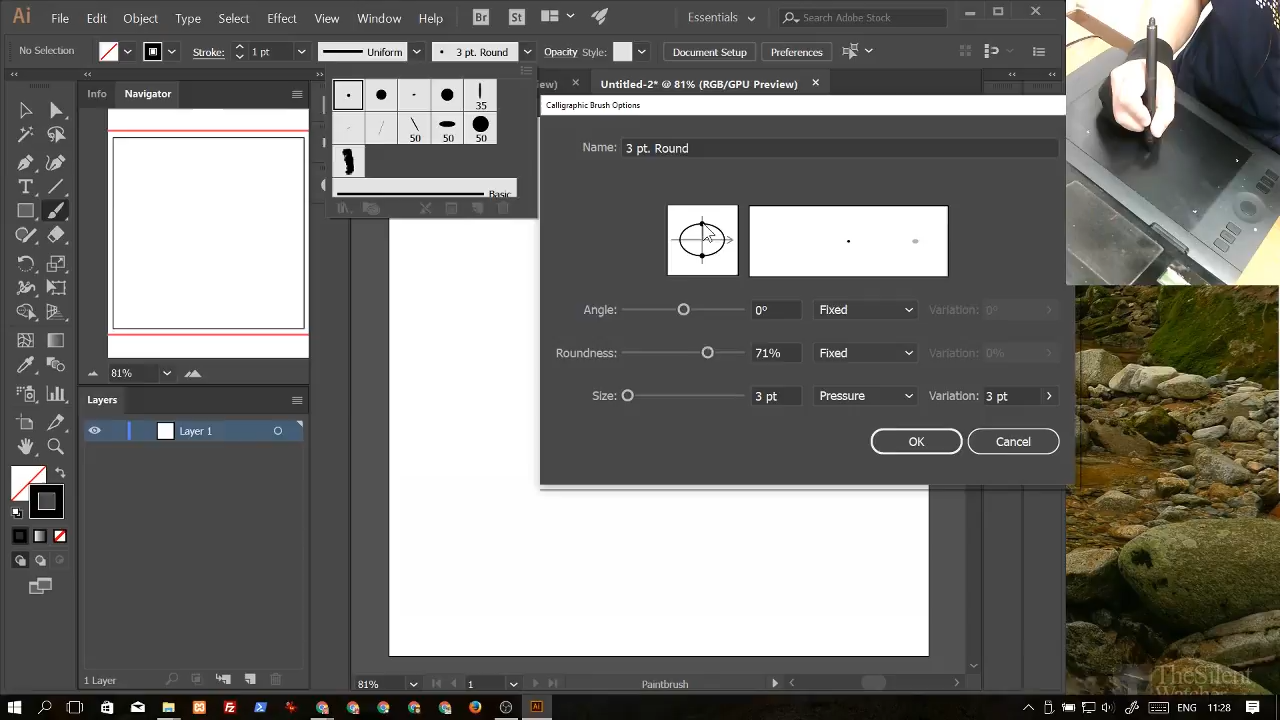 Ai File Edit Object Type Select Effect View Window Help Br St Essentials Search Adobe Stock
No Selection Stroke: 1 pt Uniform 3 pt. Round Opacity Style: Document Setup Preferences
Untitled-2* @ 81% (RGB/GPU Preview)
Info Navigator
35
50 50 50
Basic
81%
Layers
Layer 1
1 Layer
Calligraphic Brush Options
Name: 3 pt. Round
Angle: 0° Fixed Variation: 0°
Roundness: 71% Fixed Variation: 0%
Size: 3 pt Pressure Variation: 3 pt
OK Cancel
81% 1 Paintbrush
TheSilent
Watcher
ENG 11:28